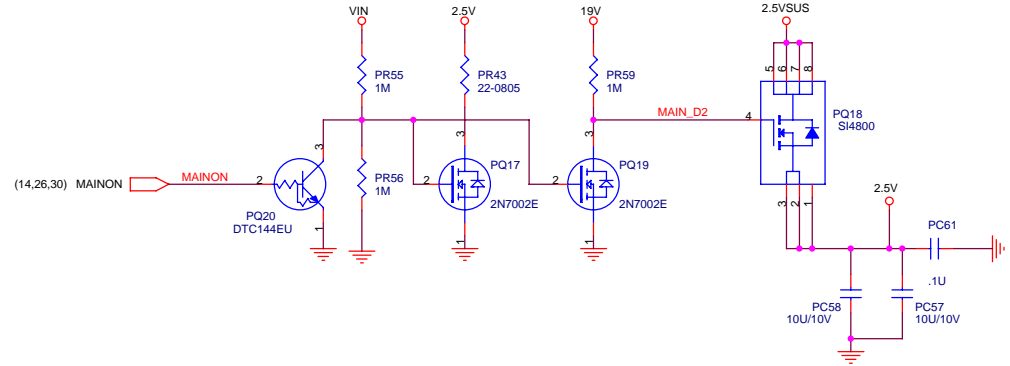 VIN
2.5V
19V
2.5VSUS
PR55
1M
PR43
22-0805
PR59
1M
5
6
7
8
MAIN_D2
4
PQ18
SI4800
3
3
3
PQ17
PQ19
(14,26,30) MAINON
MAINON
2
PR56
1M
2
2
2N7002E
2N7002E
3
2
1
2.5V
PQ20
DTC144EU
1
1
1
PC61
.1U
PC58
10U/10V
PC57
10U/10V